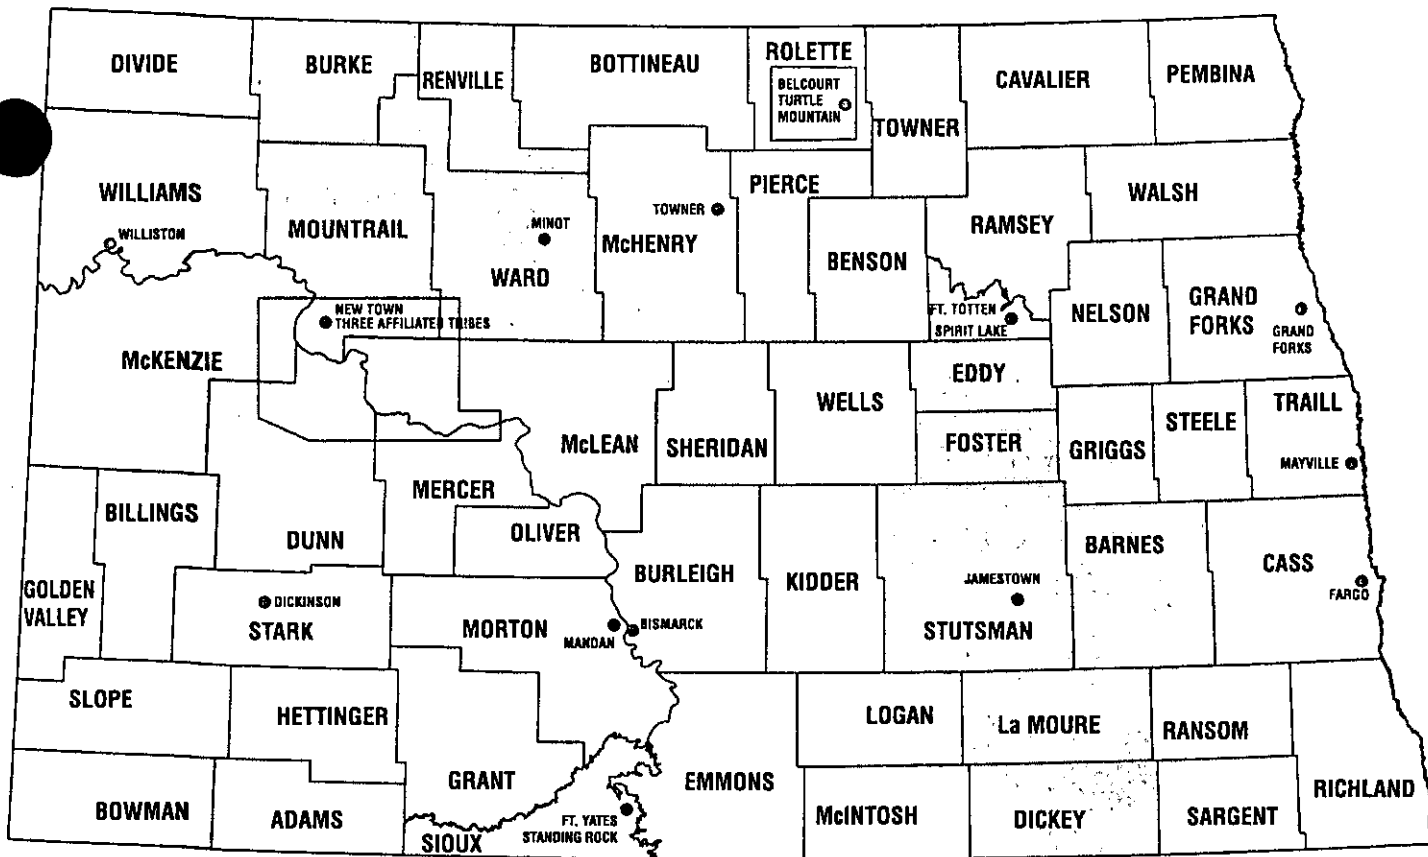 DIVIDE
BURKE
RENVILLE
BOTTINEAU
ROLETTE
BELCOURT
TURTLE
MOUNTAIN
TOWNER
CAVALIER
PEMBINA
WILLIAMS
WILLISTON
MOUNTRAIL
MINOT
WARD
TOWNER
McHENRY
PIERCE
BENSON
RAMSEY
WALSH
FT. TOTTEN
SPIRIT LAKE
NELSON
GRAND
FORKS
GRAND
FORKS
NEW TOWN
THREE AFFILIATED TRIBES
McKENZIE
McLEAN
SHERIDAN
WELLS
EDDY
FOSTER
GRIGGS
STEELE
TRAILL
MAYVILLE
BILLINGS
DUNN
MERCER
OLIVER
BURLEIGH
KIDDER
JAMESTOWN
STUTSMAN
BARNES
CASS
FARGO
GOLDEN
VALLEY
DICKINSON
STARK
MORTON
MANDAN
BISMARCK
SLOPE
HETTINGER
GRANT
EMMONS
LOGAN
La MOURE
RANSOM
RICHLAND
BOWMAN
ADAMS
SIOUX
FT. YATES
STANDING ROCK
McINTOSH
DICKEY
SARGENT